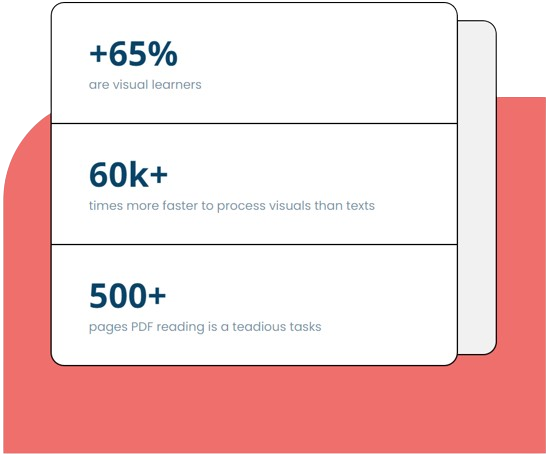 +65%
are visual learners
60k+
times more faster to process visuals than texts
500+
pages PDF reading is a teadious tasks